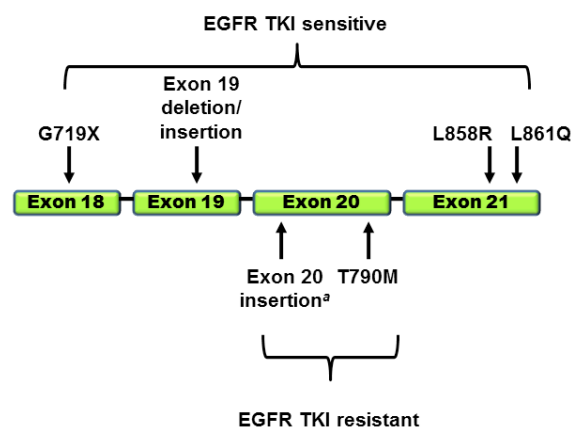 EGFR TKI sensitive
Exon 19
deletion/
insertion
G719X
L858R
L861Q
Exon 18
Exon 19
Exon 20
Exon 21
Exon 20
insertionª
T790M
EGFR TKI resistant